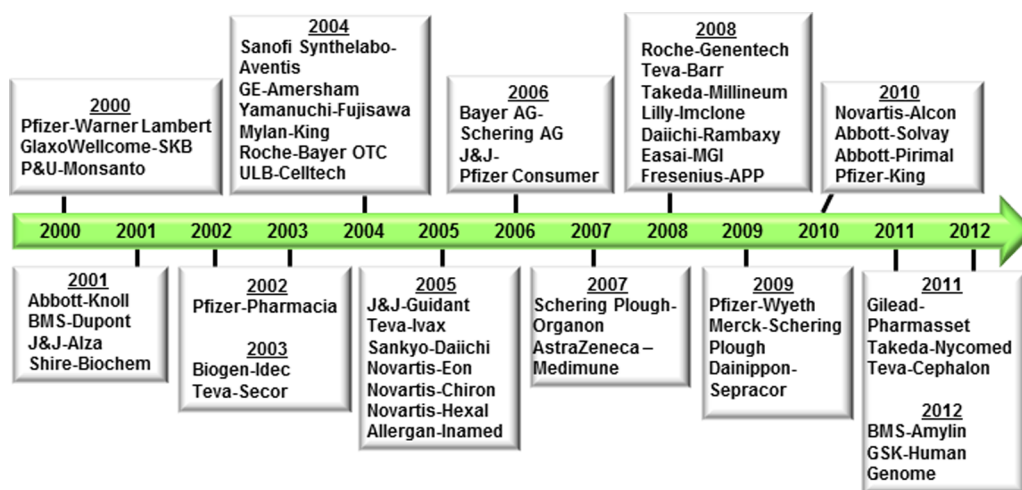 2000
Pfizer-Warner Lambert
GlaxoWellcome-SKB
P&U-Monsanto
2004
Sanofi Synthelabo-
Aventis
GE-Amersham
Yamanuchi-Fujisawa
Mylan-King
Roche-Bayer OTC
ULB-Celltech
2006
Bayer AG-
Schering AG
J&J-
Pfizer Consumer
2008
Roche-Genentech
Teva-Barr
Takeda-Millineum
Lilly-Imclone
Daiichi-Rambaxy
Easai-MGI
Fresenius-APP
2010
Novartis-Alcon
Abbott-Solvay
Abbott-Pirimal
Pfizer-King
2000 2001 2002 2003 2004 2005 2006 2007 2008 2009 2010 2011 2012
2001
Abbott-Knoll
BMS-Dupont
J&J-Alza
Shire-Biochem
2002
Pfizer-Pharmacia
2003
Biogen-Idec
Teva-Secor
2005
J&J-Guidant
Teva-Ivax
Sankyo-Daiichi
Novartis-Eon
Novartis-Chiron
Novartis-Hexal
Allergan-Inamed
2007
Schering Plough-
Organon
AstraZeneca –
Medimune
2009
Pfizer-Wyeth
Merck-Schering
Plough
Dainippon-
Sepracor
2011
Gilead-
Pharmasset
Takeda-Nycomed
Teva-Cephalon
2012
BMS-Amylin
GSK-Human
Genome